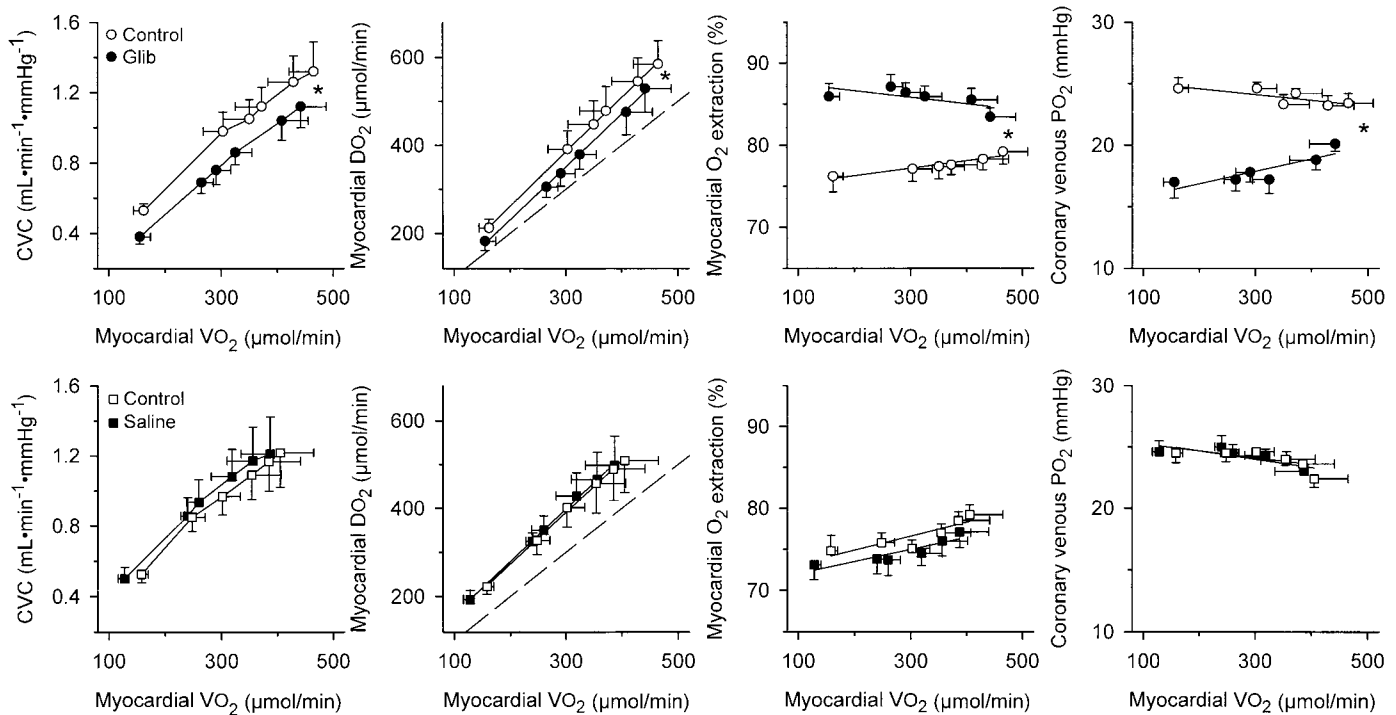 CVC (mL•min⁻¹•mmHg⁻¹)
1.6
1.2
0.8
0.4
Control
Glib
*
100 300 500
Myocardial VO₂ (µmol/min)
Myocardial DO₂ (µmol/min)
600
400
200
*
100 300 500
Myocardial VO₂ (µmol/min)
Myocardial O₂ extraction (%)
90
80
70
*
100 300 500
Myocardial VO₂ (µmol/min)
Coronary venous PO₂ (mmHg)
30
20
10
*
100 300 500
Myocardial VO₂ (µmol/min)
CVC (mL•min⁻¹•mmHg⁻¹)
1.6
1.2
0.8
0.4
Control
Saline
100 300 500
Myocardial VO₂ (µmol/min)
Myocardial DO₂ (µmol/min)
600
400
200
100 300 500
Myocardial VO₂ (µmol/min)
Myocardial O₂ extraction (%)
90
80
70
100 300 500
Myocardial VO₂ (µmol/min)
Coronary venous PO₂ (mmHg)
30
20
10
100 300 500
Myocardial VO₂ (µmol/min)